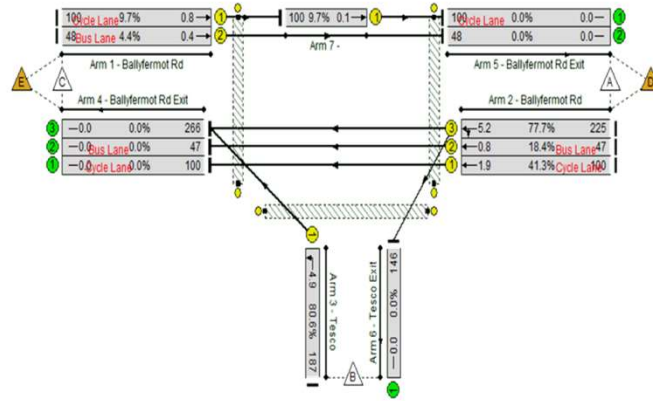 100 Cycle Lane 9.7% 0.8 1
48 Bus Lane 4.4% 0.4 2
100 9.7% 0.1 1
Arm 7 -
100 Cycle Lane 0.0% 0.0 1
48 0.0% 0.0 2
Arm 1 - Ballyfermot Rd
Arm 5 - Ballyfermot Rd Exit
E C A D
Arm 4 - Ballyfermot Rd Exit
Arm 2 - Ballyfermot Rd
3 0.0 0.0% 266
2 0.0 Bus Lane 0.0% 47
1 0.0 Cycle Lane 0.0% 100
3 5.2 77.7% 225
2 0.8 18.4% Bus Lane 47
1 1.9 41.3% Cycle Lane 100
1
4.9 80.6% 187
Arm 3 - Tesco
Arm 6 - Tesco Exit
0.0 0.0% 146
B
1